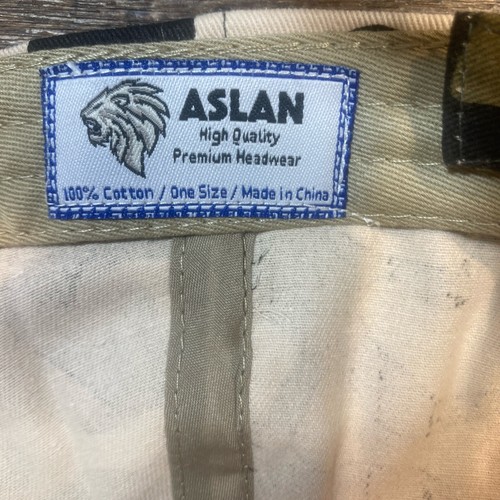 ASLAN
High Quality
Premium Headwear
100% Cotton / One Size / Made in China